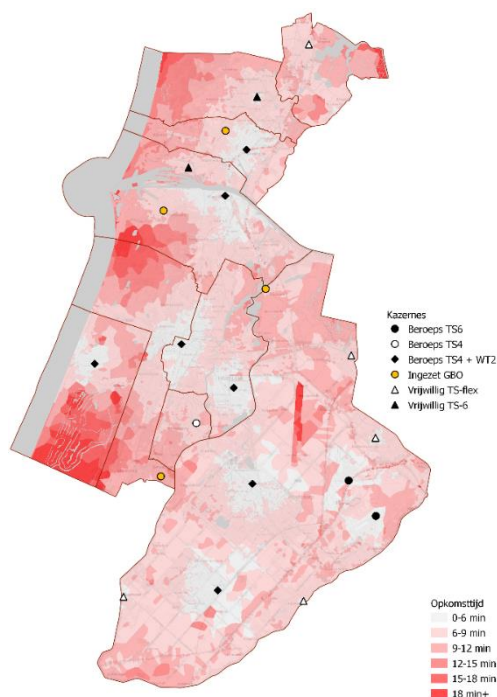 Kazernes
Beroeps TS6
Beroeps TS4
Beroeps TS4 + WT2
Ingezet GBO
Vrijwillig TS-flex
Vrijwillig TS-6
Opkomsttijd
0-6 min
6-9 min
9-12 min
12-15 min
15-18 min
18 min+